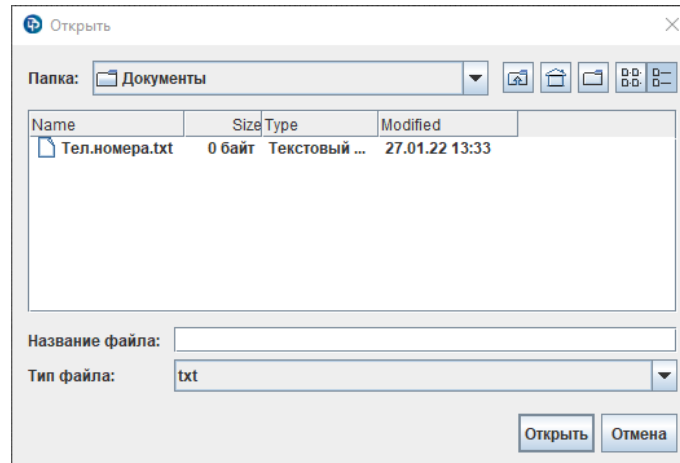 Открыть
Папка: Документы
Name Size Type Modified
Тел.номера.txt 0 байт Текстовый ... 27.01.22 13:33
Название файла:
Тип файла: txt
Открыть Отмена